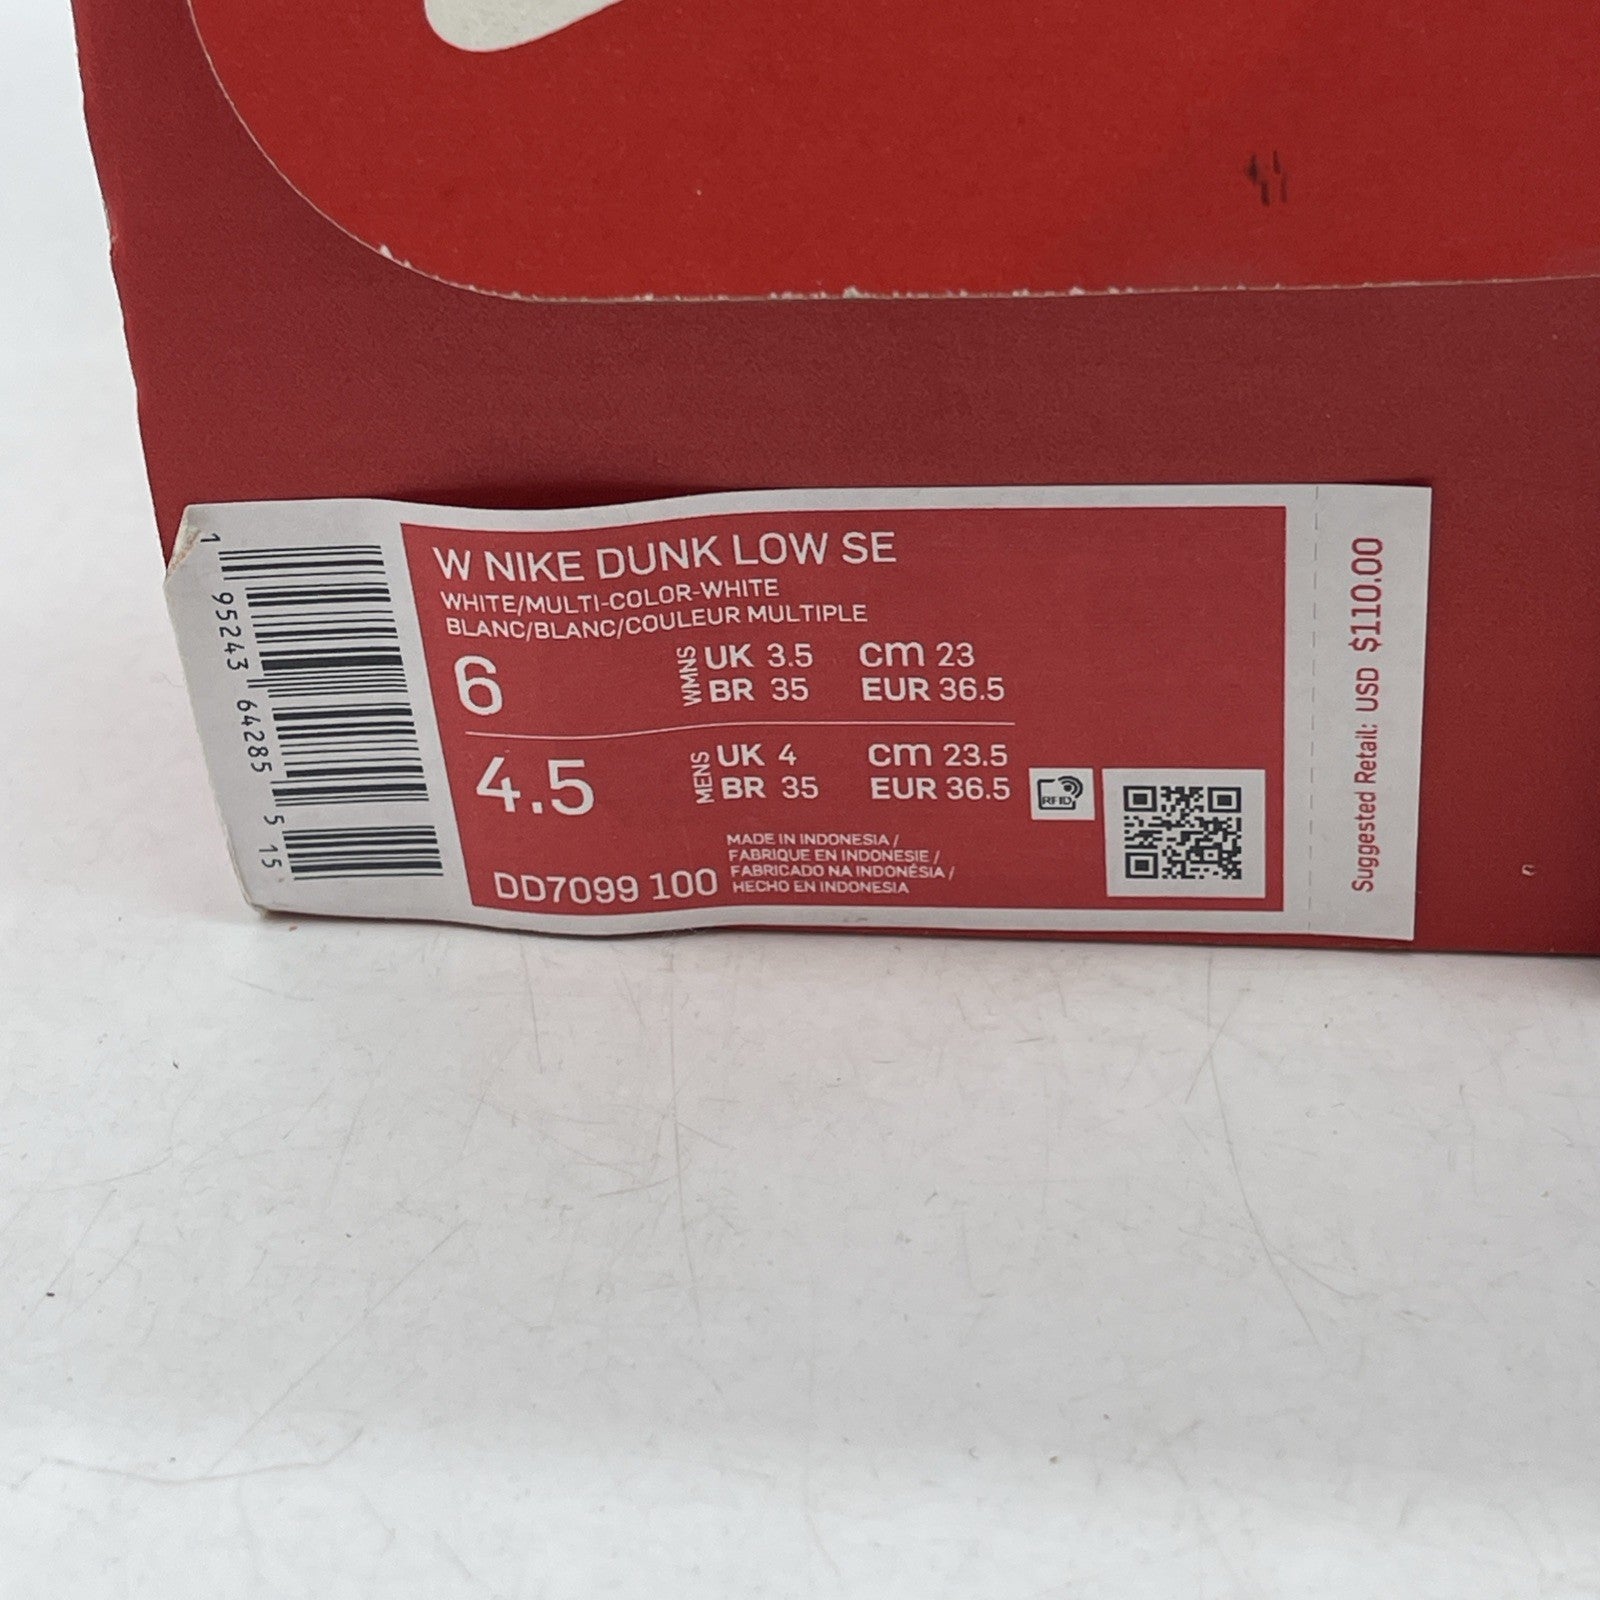 W NIKE DUNK LOW SE
WHITE/MULTI-COLOR-WHITE
BLANC/BLANC/COULEUR MULTIPLE
6 WMNS UK 3.5 cm 23
BR 35 EUR 36.5
4.5 MENS UK 4 cm 23.5
BR 35 EUR 36.5
RFID
DD7099 100
MADE IN INDONESIA /
FABRIQUE EN INDONESIE /
FABRICADO NA INDONÉSIA /
HECHO EN INDONESIA
1 95243 64285 5 15
Suggested Retail: USD $110.00